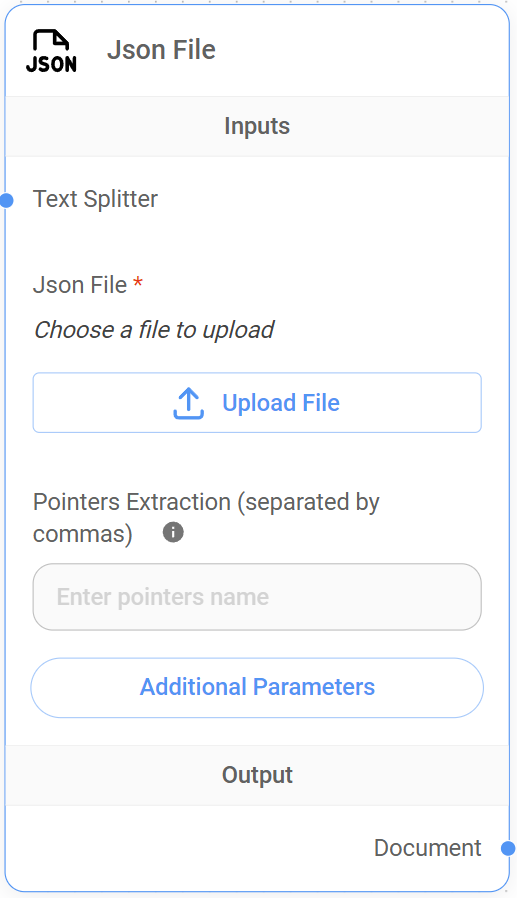 JSON
Json File
Inputs
Text Splitter
Json File *
Choose a file to upload
Upload File
Pointers Extraction (separated by
commas)
Enter pointers name
Additional Parameters
Output
Document